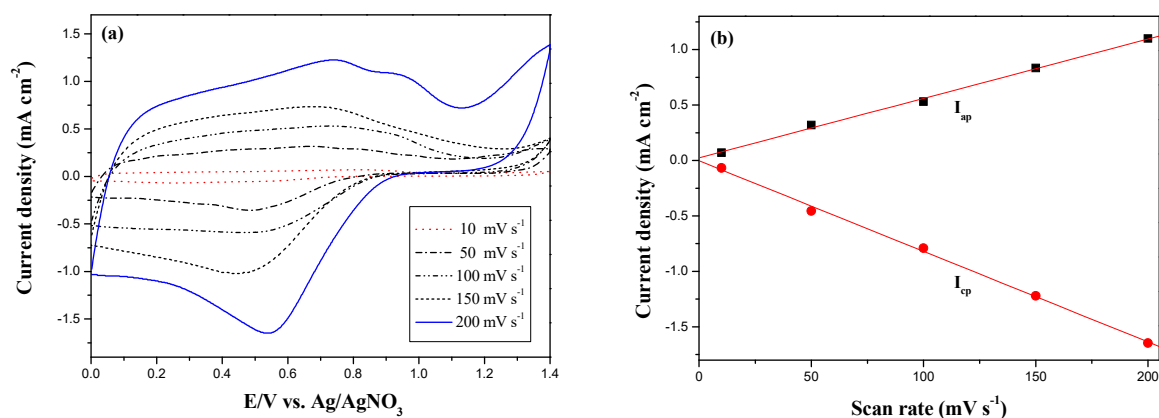 (a)
Current density (mA cm⁻²)
1.5
1.0
0.5
0.0
-0.5
-1.0
-1.5
10 mV s⁻¹
50 mV s⁻¹
100 mV s⁻¹
150 mV s⁻¹
200 mV s⁻¹
0.0 0.2 0.4 0.6 0.8 1.0 1.2 1.4
E/V vs. Ag/AgNO₃
(b)
Current density (mA cm⁻²)
1.0
0.5
0.0
-0.5
-1.0
-1.5
I_ap
I_cp
0 50 100 150 200
Scan rate (mV s⁻¹)